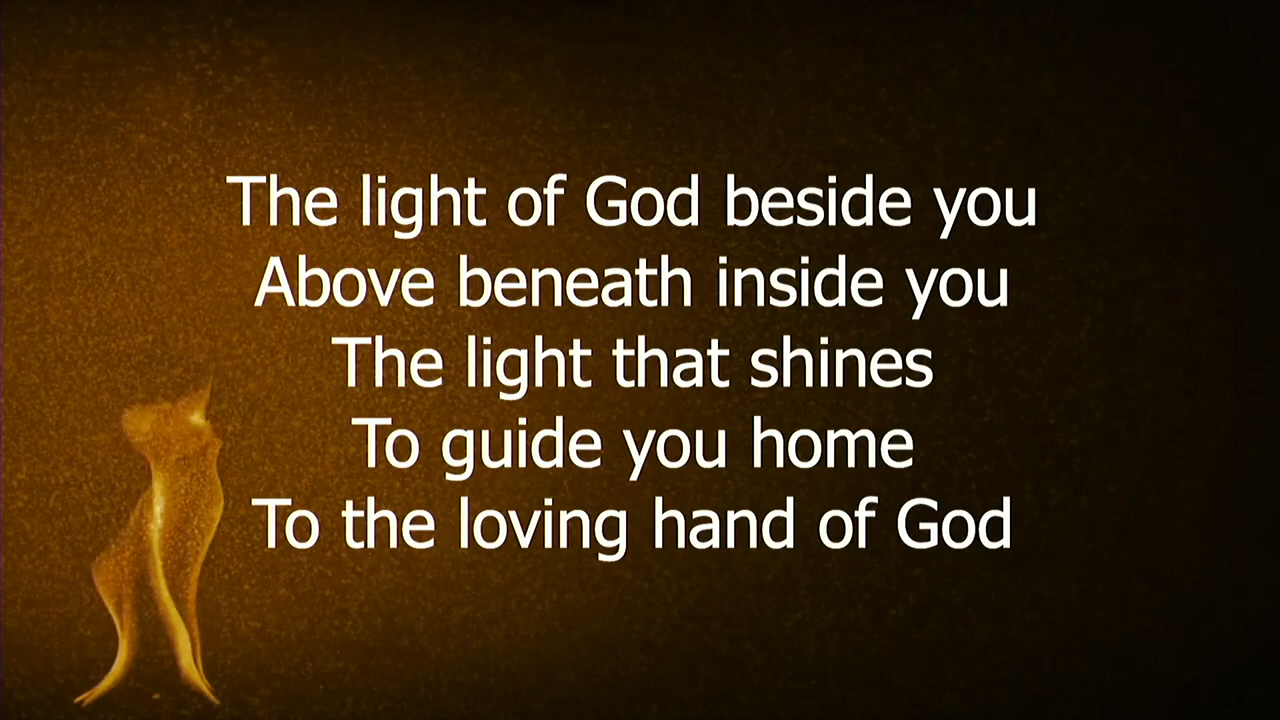 The light of God beside you
Above beneath inside you
The light that shines
To guide you home
To the loving hand of God